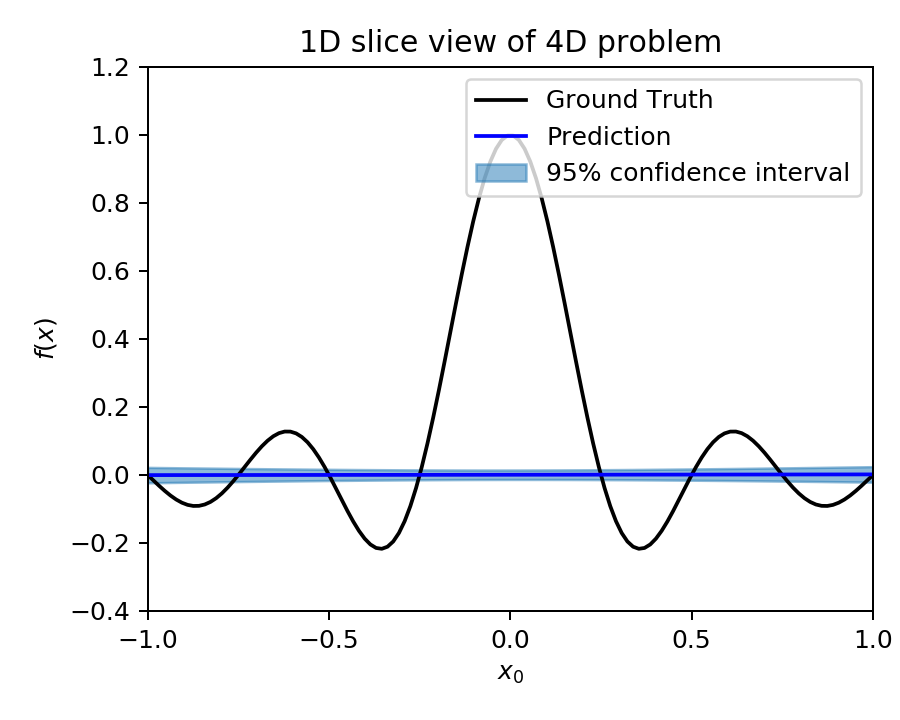 1D slice view of 4D problem
Ground Truth
Prediction
95% confidence interval
1.2
1.0
0.8
0.6
0.4
0.2
0.0
−0.2
−0.4
f(x)
−1.0
−0.5
0.0
0.5
1.0
x₀